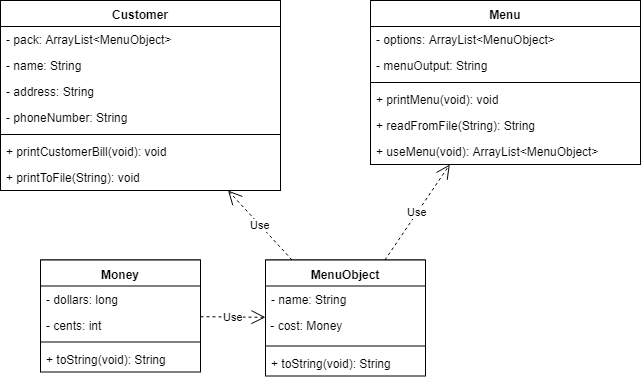 Customer
- pack: ArrayList<MenuObject>
- name: String
- address: String
- phoneNumber: String
+ printCustomerBill(void): void
+ printToFile(String): void
Menu
- options: ArrayList<MenuObject>
- menuOutput: String
+ printMenu(void): void
+ readFromFile(String): String
+ useMenu(void): ArrayList<MenuObject>
Use
Use
Money
- dollars: long
- cents: int
+ toString(void): String
Use
MenuObject
- name: String
- cost: Money
+ toString(void): String